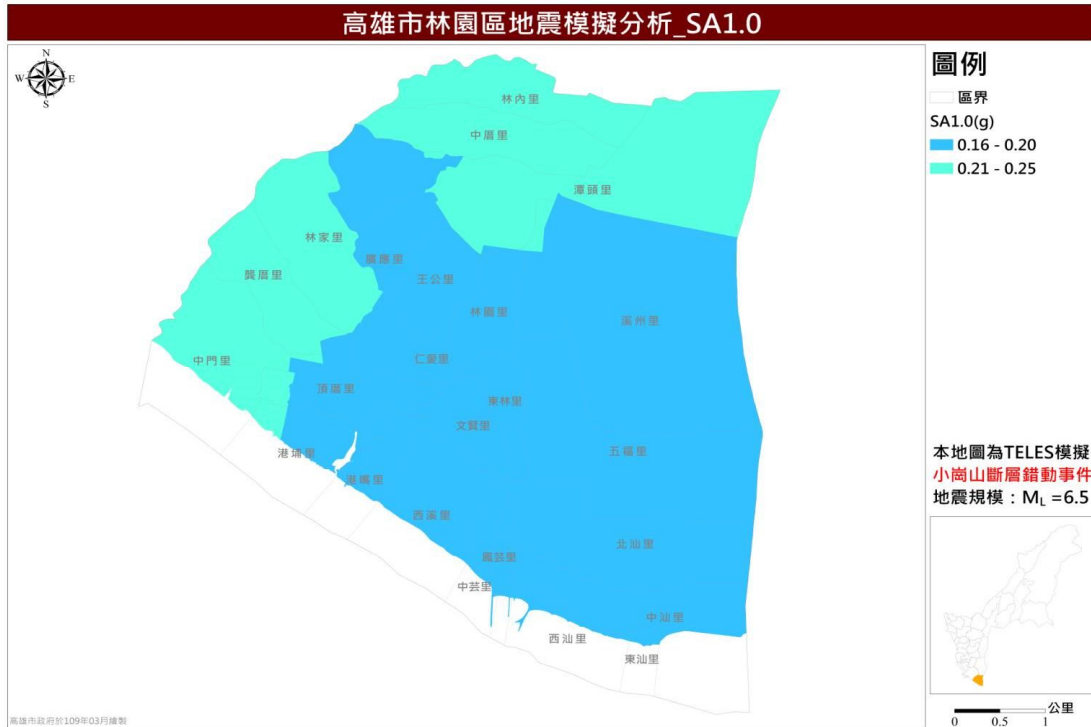 高雄市林園區地震模擬分析_SA1.0
N
W
E
S
圖例
區界
SA1.0(g)
0.16 - 0.20
0.21 - 0.25
林內里
中厝里
潭頭里
林家里
廣應里
龔厝里
王公里
林園里
溪州里
中門里
仁愛里
頂厝里
東林里
文賢里
港埔里
五福里
港嘴里
西溪里
北汕里
鳳芸里
中芸里
中汕里
西汕里
東汕里
本地圖為TELES模擬
小崗山斷層錯動事件
地震規模：ML =6.5
公里
0 0.5 1
高雄市政府於109年03月繪製